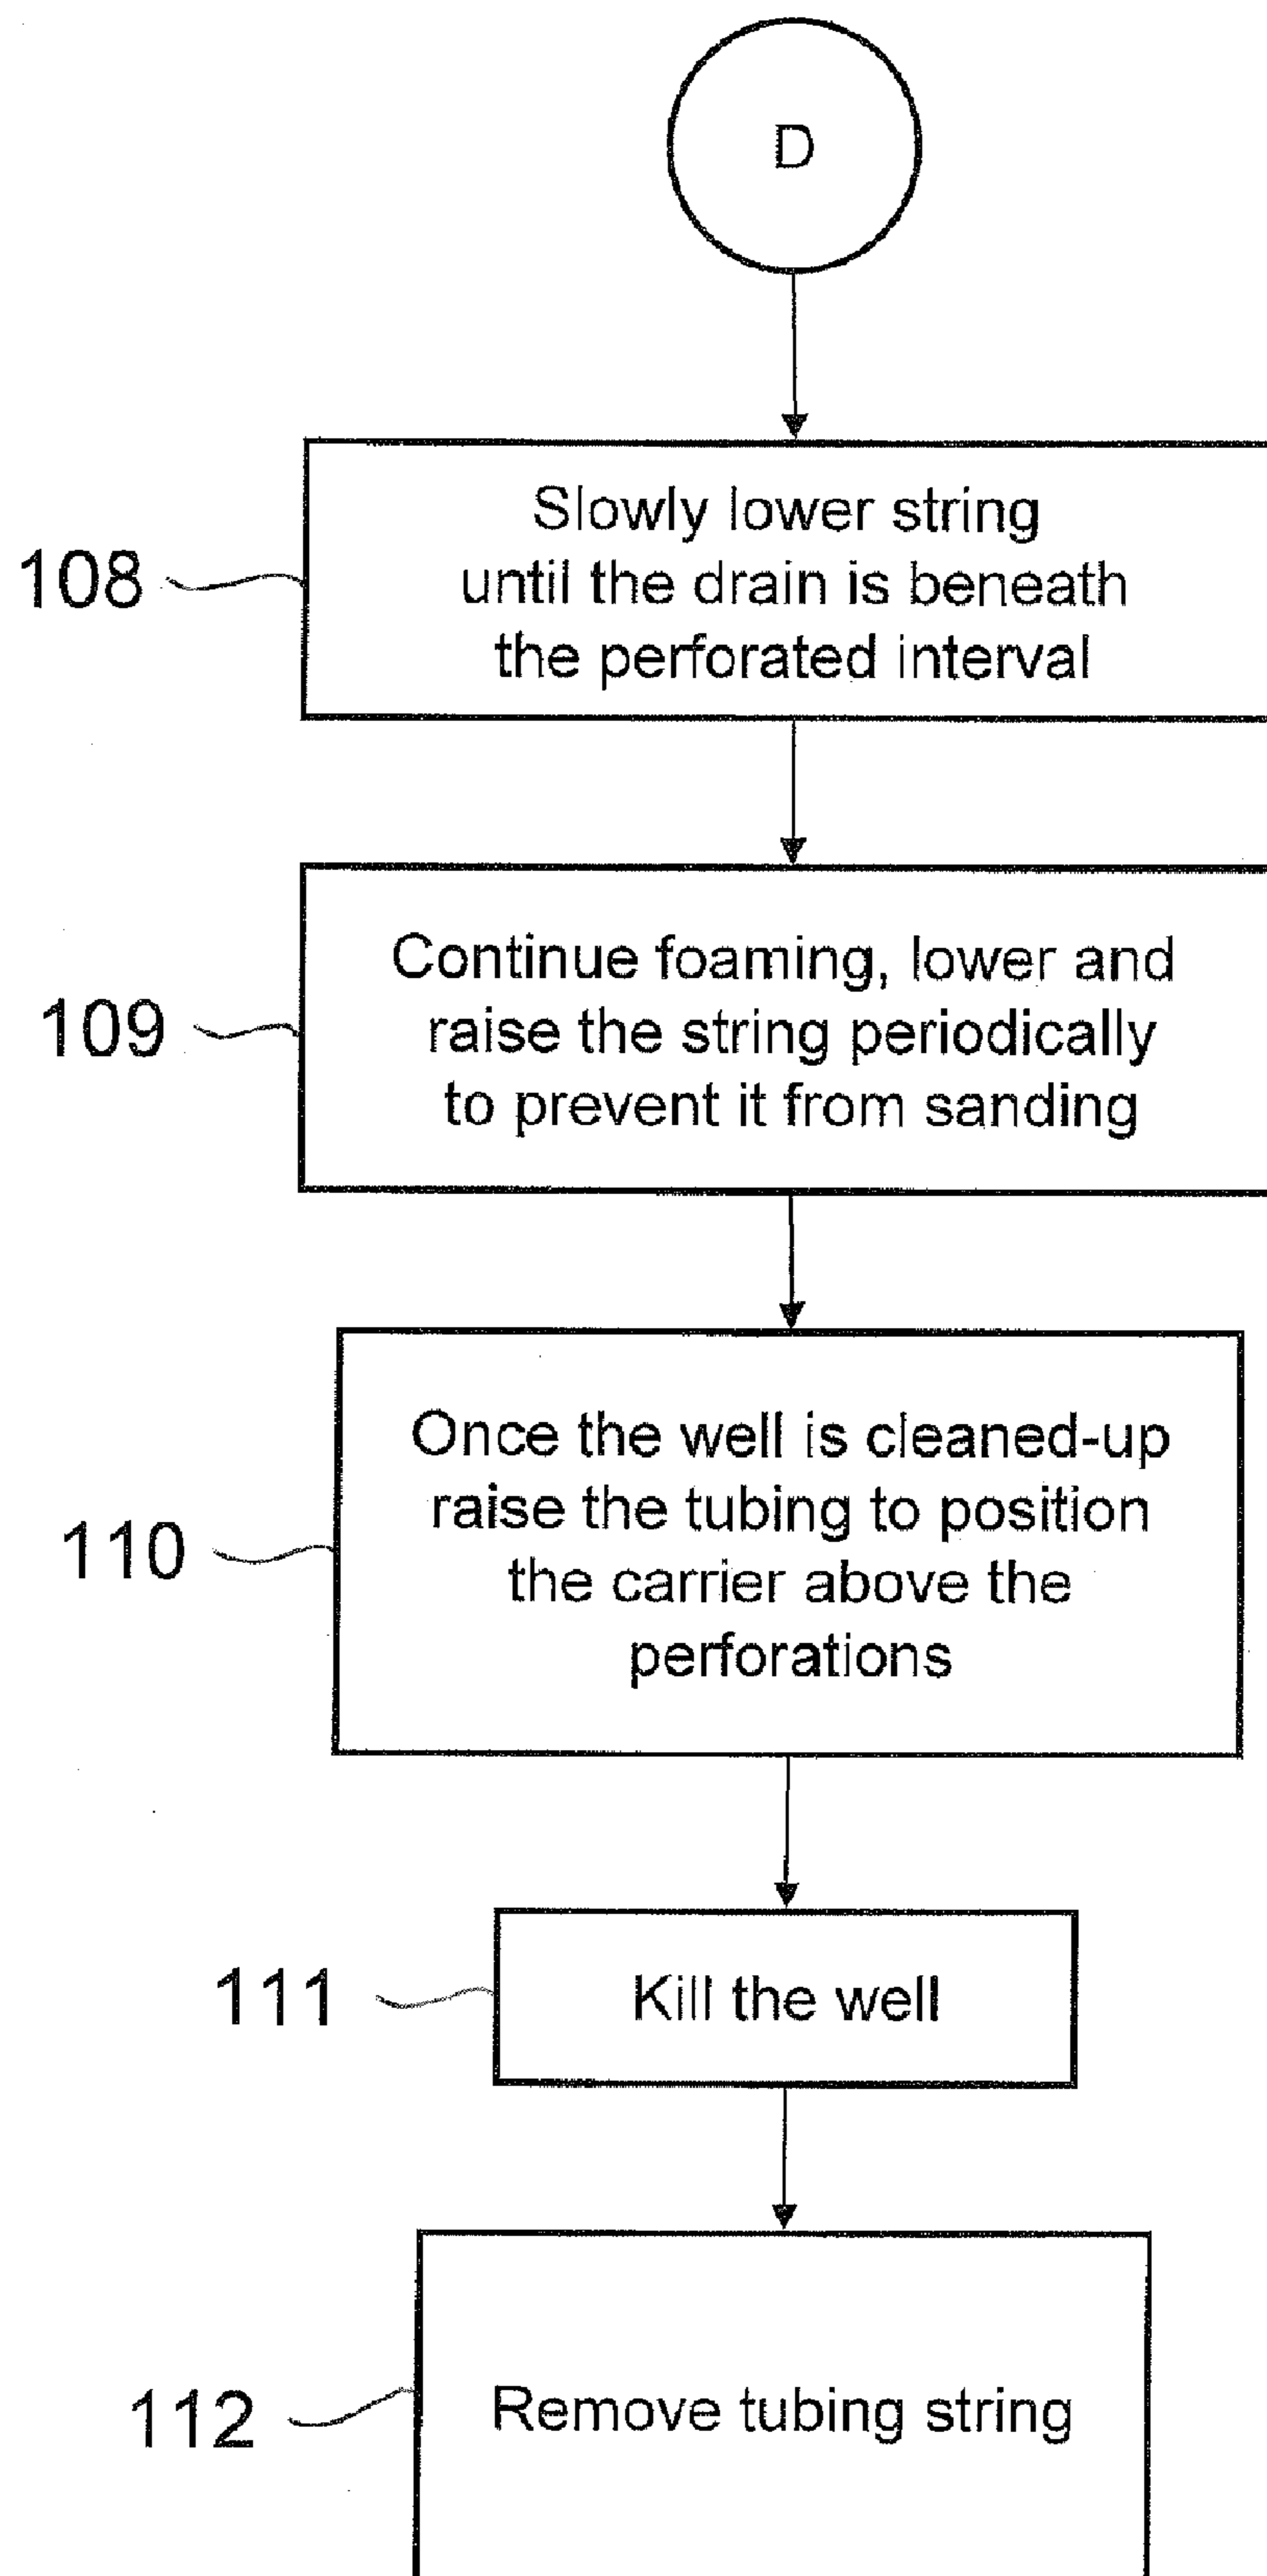 D
108
Slowly lower string
until the drain is beneath
the perforated interval
109
Continue foaming, lower and
raise the string periodically
to prevent it from sanding
110
Once the well is cleaned-up
raise the tubing to position
the carrier above the
perforations
111
Kill the well
112
Remove tubing string